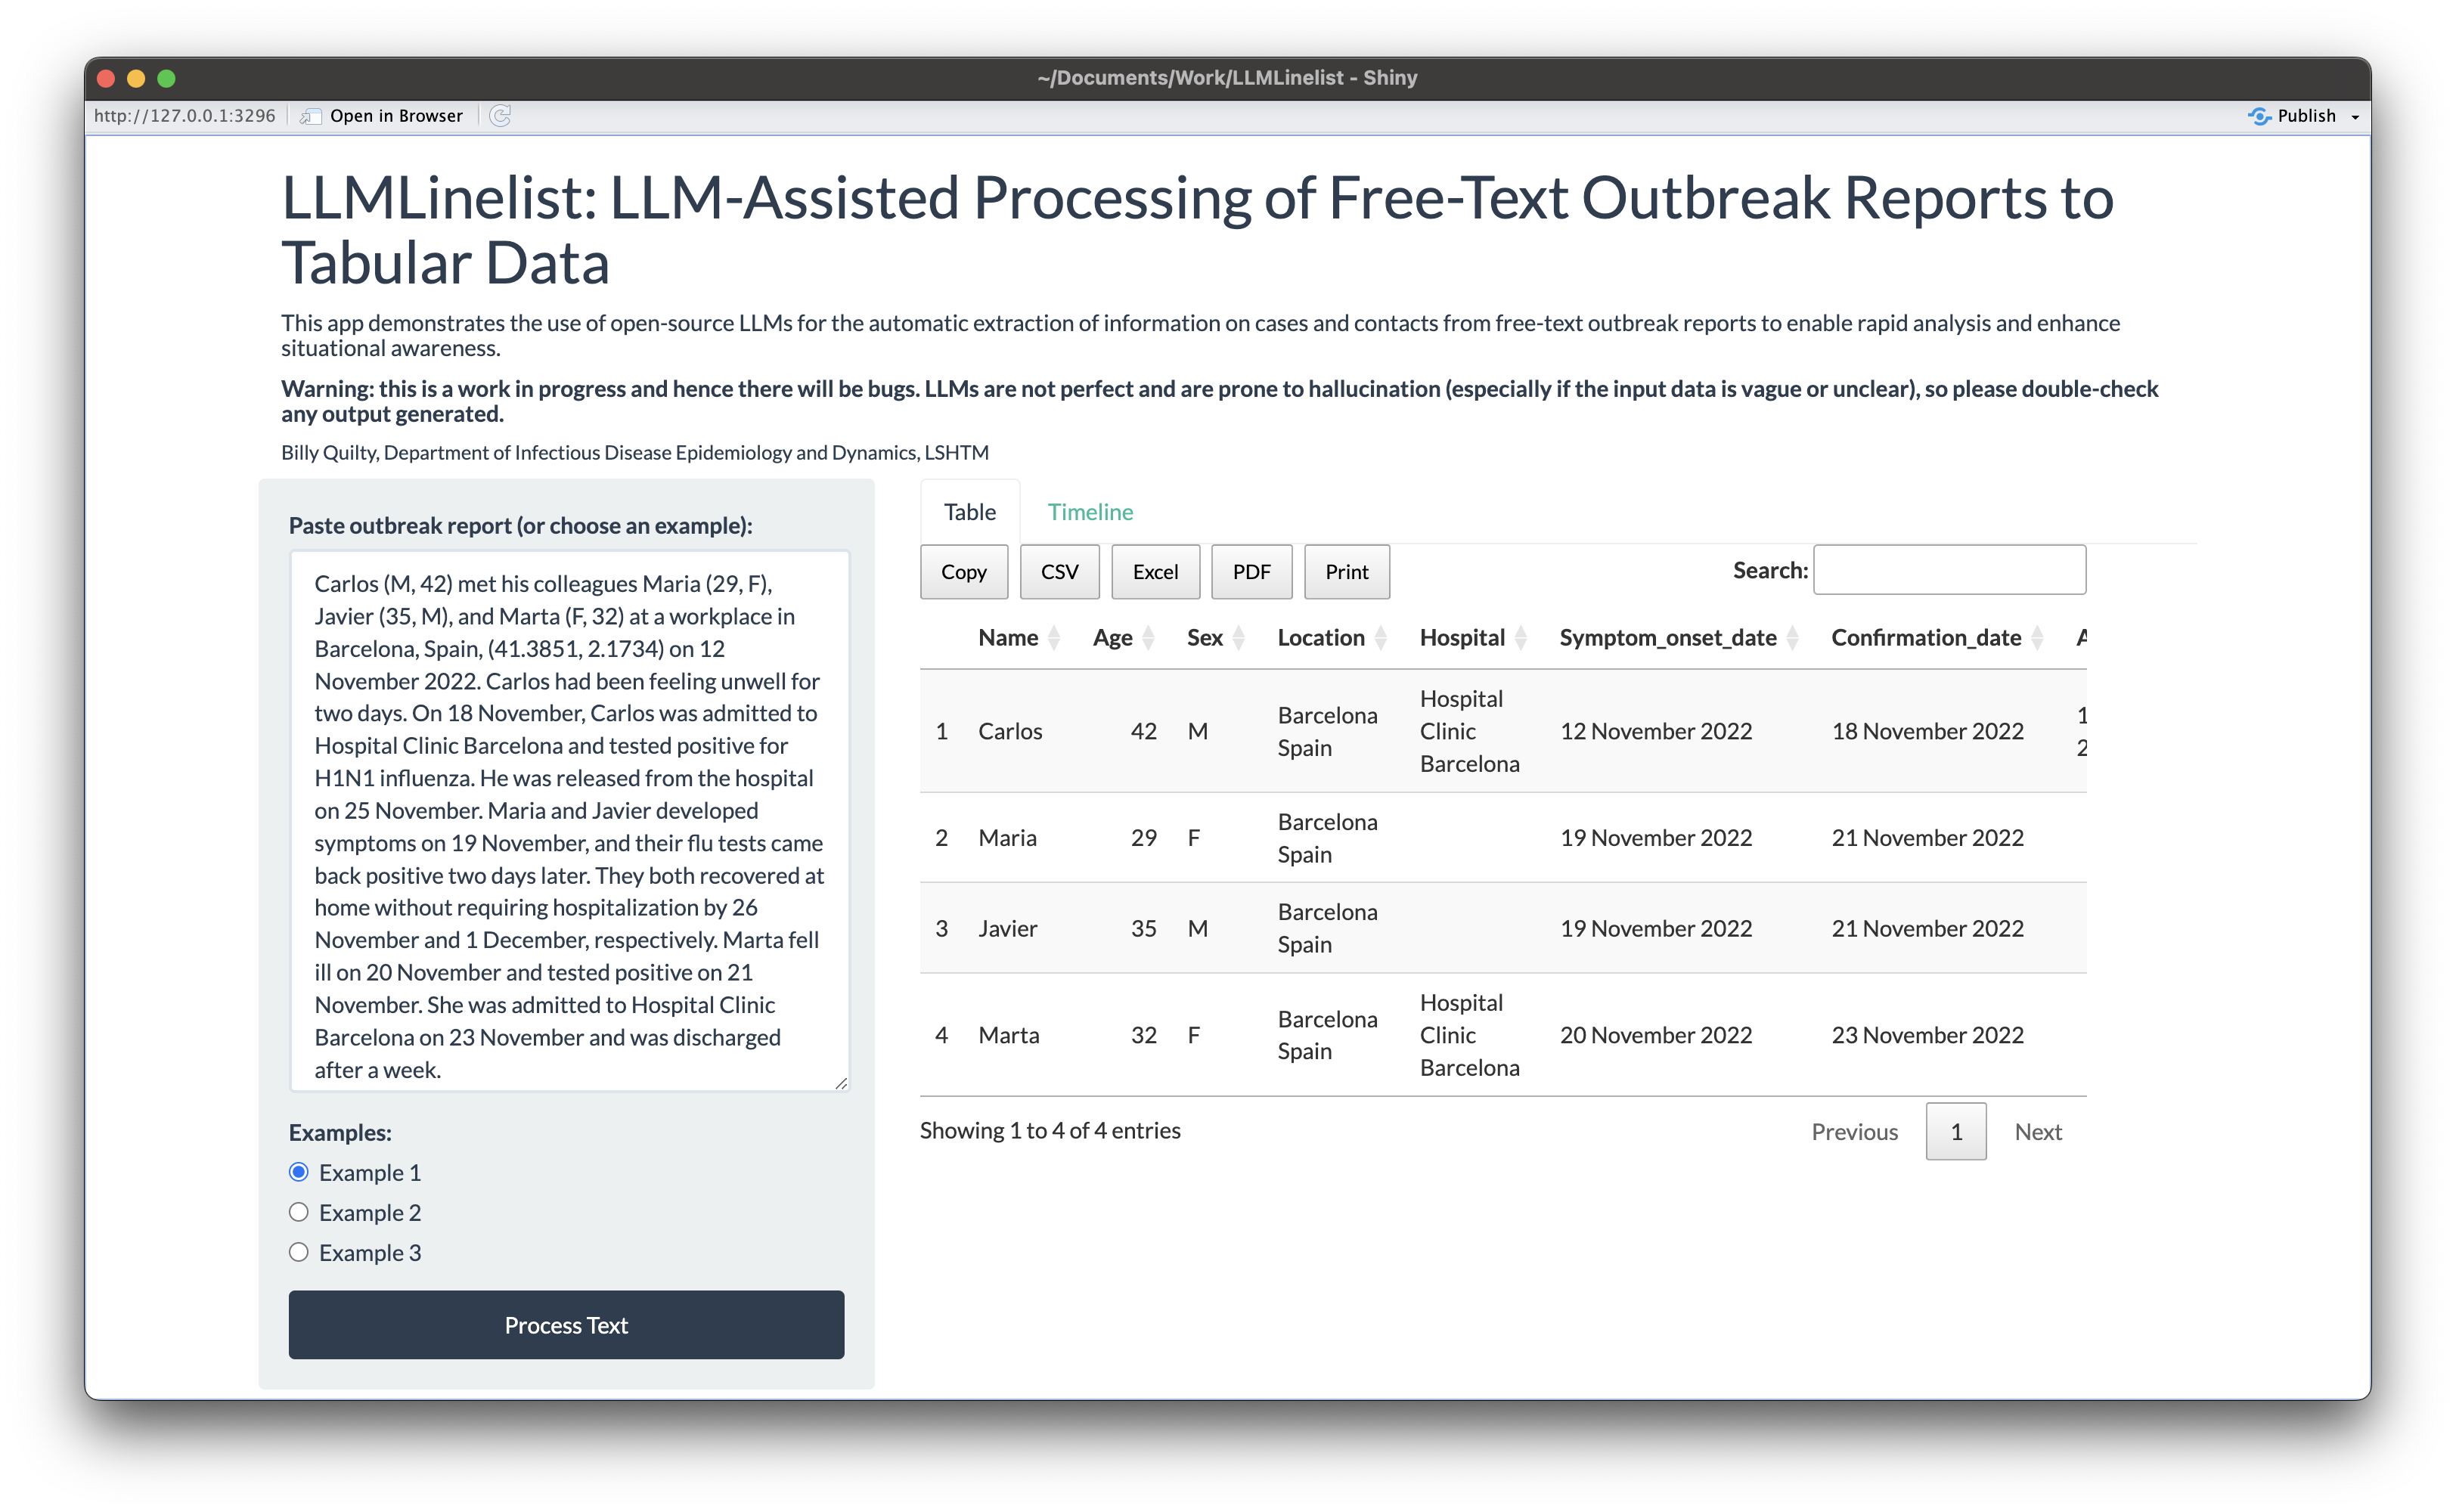 ~/Documents/Work/LLMLinelist - Shiny
http://127.0.0.1:3296 Open in Browser Publish
LLMLinelist: LLM-Assisted Processing of Free-Text Outbreak Reports to
Tabular Data
This app demonstrates the use of open-source LLMs for the automatic extraction of information on cases and contacts from free-text outbreak reports to enable rapid analysis and enhance
situational awareness.
Warning: this is a work in progress and hence there will be bugs. LLMs are not perfect and are prone to hallucination (especially if the input data is vague or unclear), so please double-check
any output generated.
Billy Quilty, Department of Infectious Disease Epidemiology and Dynamics, LSHTM
Paste outbreak report (or choose an example):
Carlos (M, 42) met his colleagues Maria (29, F),
Javier (35, M), and Marta (F, 32) at a workplace in
Barcelona, Spain, (41.3851, 2.1734) on 12
November 2022. Carlos had been feeling unwell for
two days. On 18 November, Carlos was admitted to
Hospital Clinic Barcelona and tested positive for
H1N1 influenza. He was released from the hospital
on 25 November. Maria and Javier developed
symptoms on 19 November, and their flu tests came
back positive two days later. They both recovered at
home without requiring hospitalization by 26
November and 1 December, respectively. Marta fell
ill on 20 November and tested positive on 21
November. She was admitted to Hospital Clinic
Barcelona on 23 November and was discharged
after a week.
Examples:
Example 1
Example 2
Example 3
Process Text
Table Timeline
Copy CSV Excel PDF Print Search:
Name Age Sex Location Hospital Symptom_onset_date Confirmation_date A
1 Carlos 42 M Barcelona Spain Hospital Clinic Barcelona 12 November 2022 18 November 2022 1 2
2 Maria 29 F Barcelona Spain 19 November 2022 21 November 2022
3 Javier 35 M Barcelona Spain 19 November 2022 21 November 2022
4 Marta 32 F Barcelona Spain Hospital Clinic Barcelona 20 November 2022 23 November 2022
Showing 1 to 4 of 4 entries Previous 1 Next